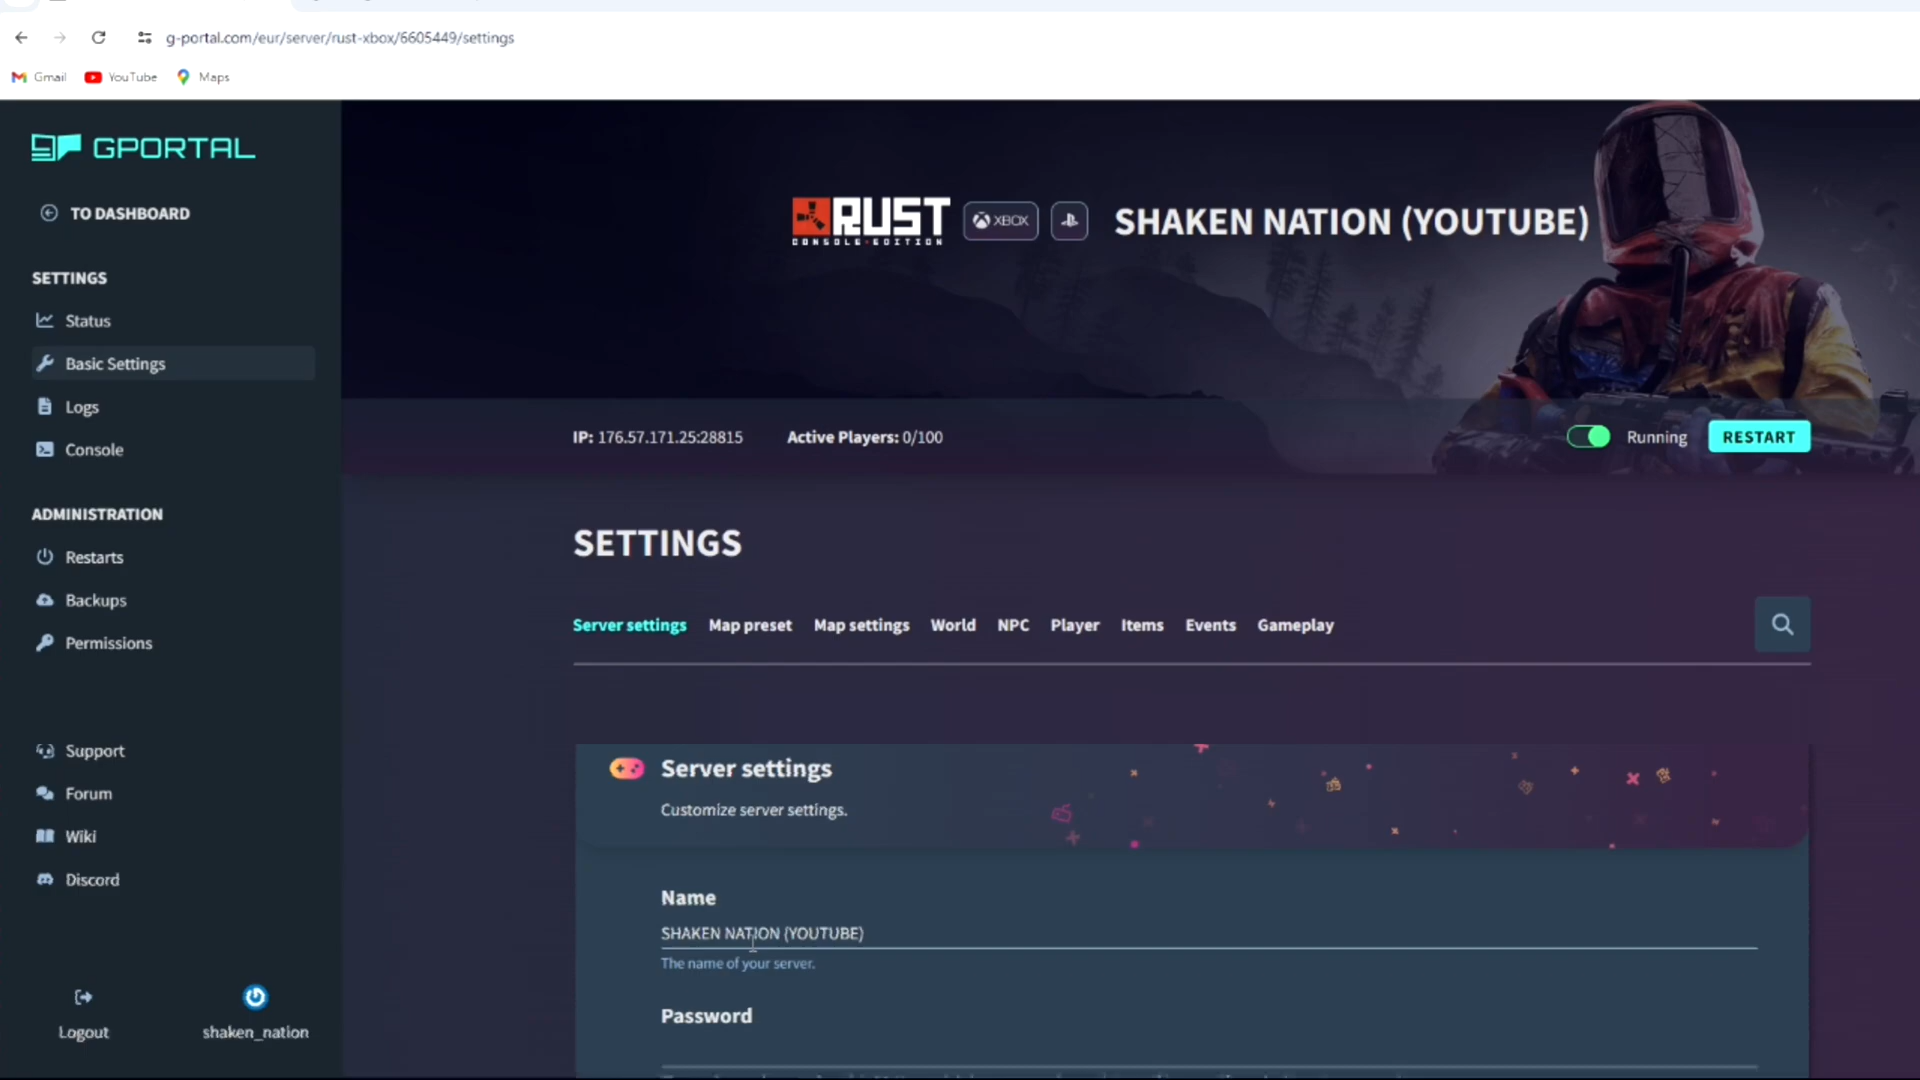 g-portal.com/eur/server/rust-xbox/6605449/settings
Gmail YouTube Maps
GPORTAL
TO DASHBOARD
SETTINGS
Status
Basic Settings
Logs
Console
ADMINISTRATION
Restarts
Backups
Permissions
Support
Forum
Wiki
Discord
Logout
shaken_nation
RUST
CONSOLE EDITION
XBOX
SHAKEN NATION (YOUTUBE)
IP: 176.57.171.25:28815 Active Players: 0/100
Running RESTART
SETTINGS
Server settings Map preset Map settings World NPC Player Items Events Gameplay
Server settings
Customize server settings.
Name
SHAKEN NATION (YOUTUBE)
The name of your server.
Password